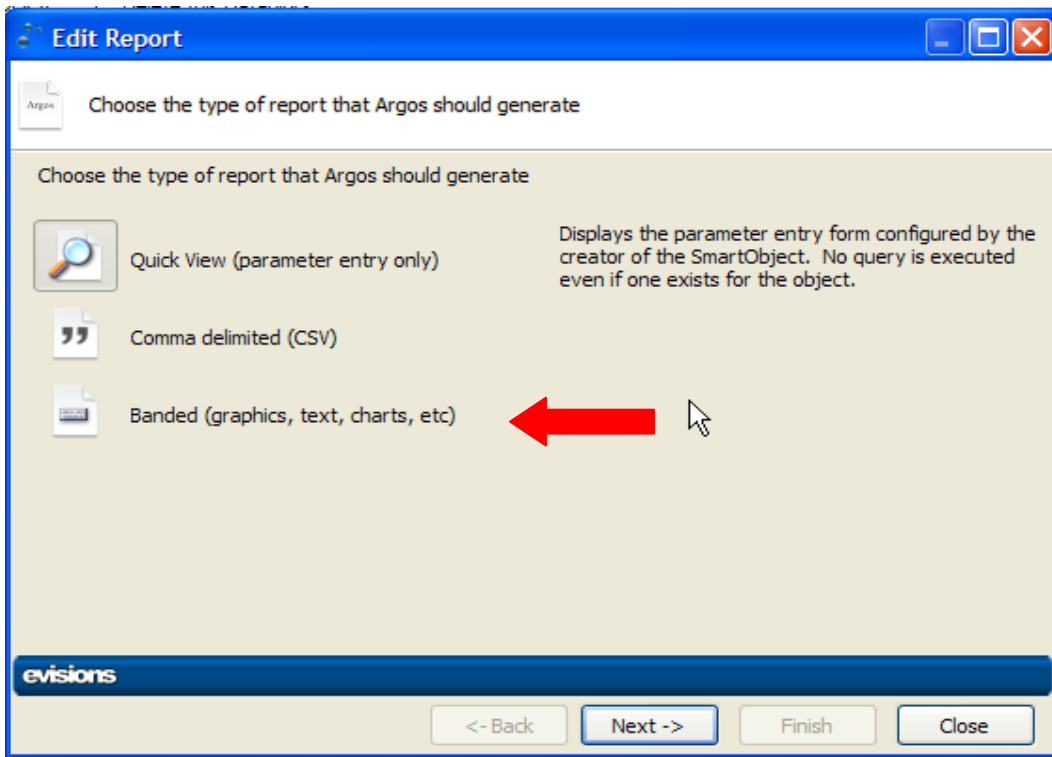 Edit Report
Argos
Choose the type of report that Argos should generate
Choose the type of report that Argos should generate
Quick View (parameter entry only)
Displays the parameter entry form configured by the
creator of the SmartObject. No query is executed
even if one exists for the object.
Comma delimited (CSV)
Banded (graphics, text, charts, etc)
evisions
<- Back
Next ->
Finish
Close